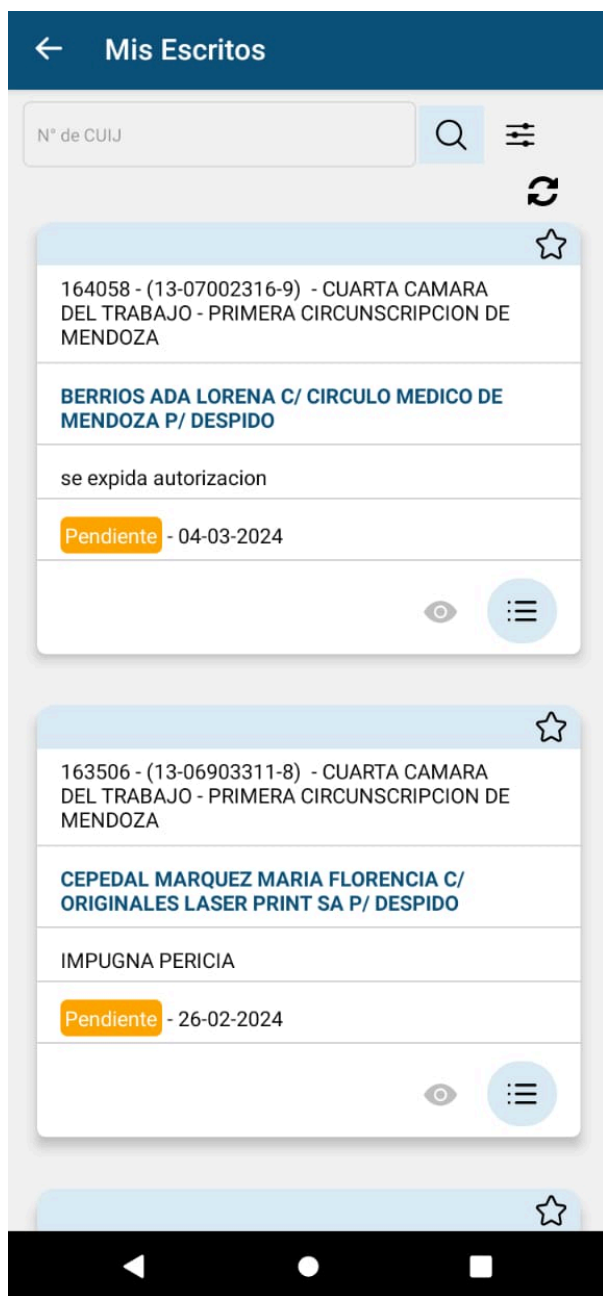 Mis Escritos
N° de CUIJ
164058 - (13-07002316-9) - CUARTA CAMARA
DEL TRABAJO - PRIMERA CIRCUNSCRIPCION DE
MENDOZA
BERRIOS ADA LORENA C/ CIRCULO MEDICO DE
MENDOZA P/ DESPIDO
se expida autorizacion
Pendiente - 04-03-2024
163506 - (13-06903311-8) - CUARTA CAMARA
DEL TRABAJO - PRIMERA CIRCUNSCRIPCION DE
MENDOZA
CEPEDAL MARQUEZ MARIA FLORENCIA C/
ORIGINALES LASER PRINT SA P/ DESPIDO
IMPUGNA PERICIA
Pendiente - 26-02-2024